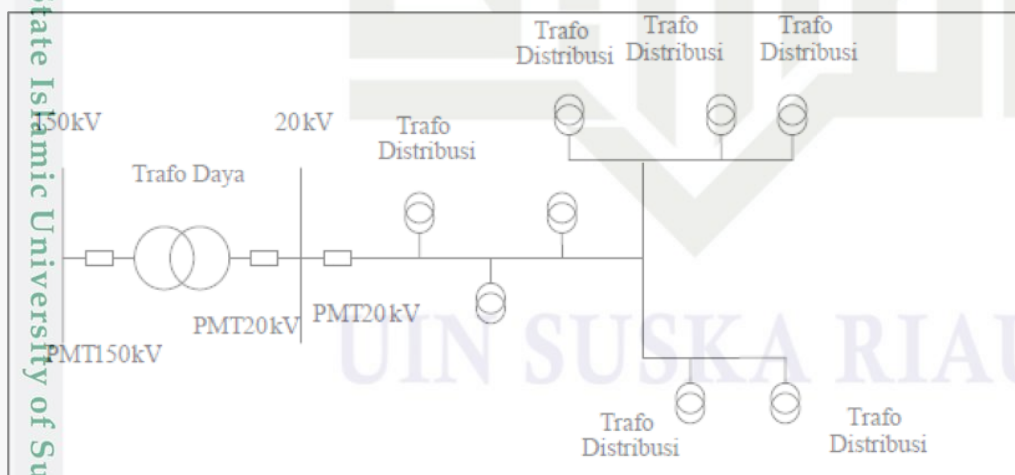 Trafo
Distribusi
Trafo
Distribusi
Trafo
Distribusi
150kV
20kV
Trafo
Distribusi
Trafo Daya
PMT20kV
PMT20kV
PMT150kV
Trafo
Distribusi
Trafo
Distribusi
State Islamic University of Su
UIN SUSKA RIAU